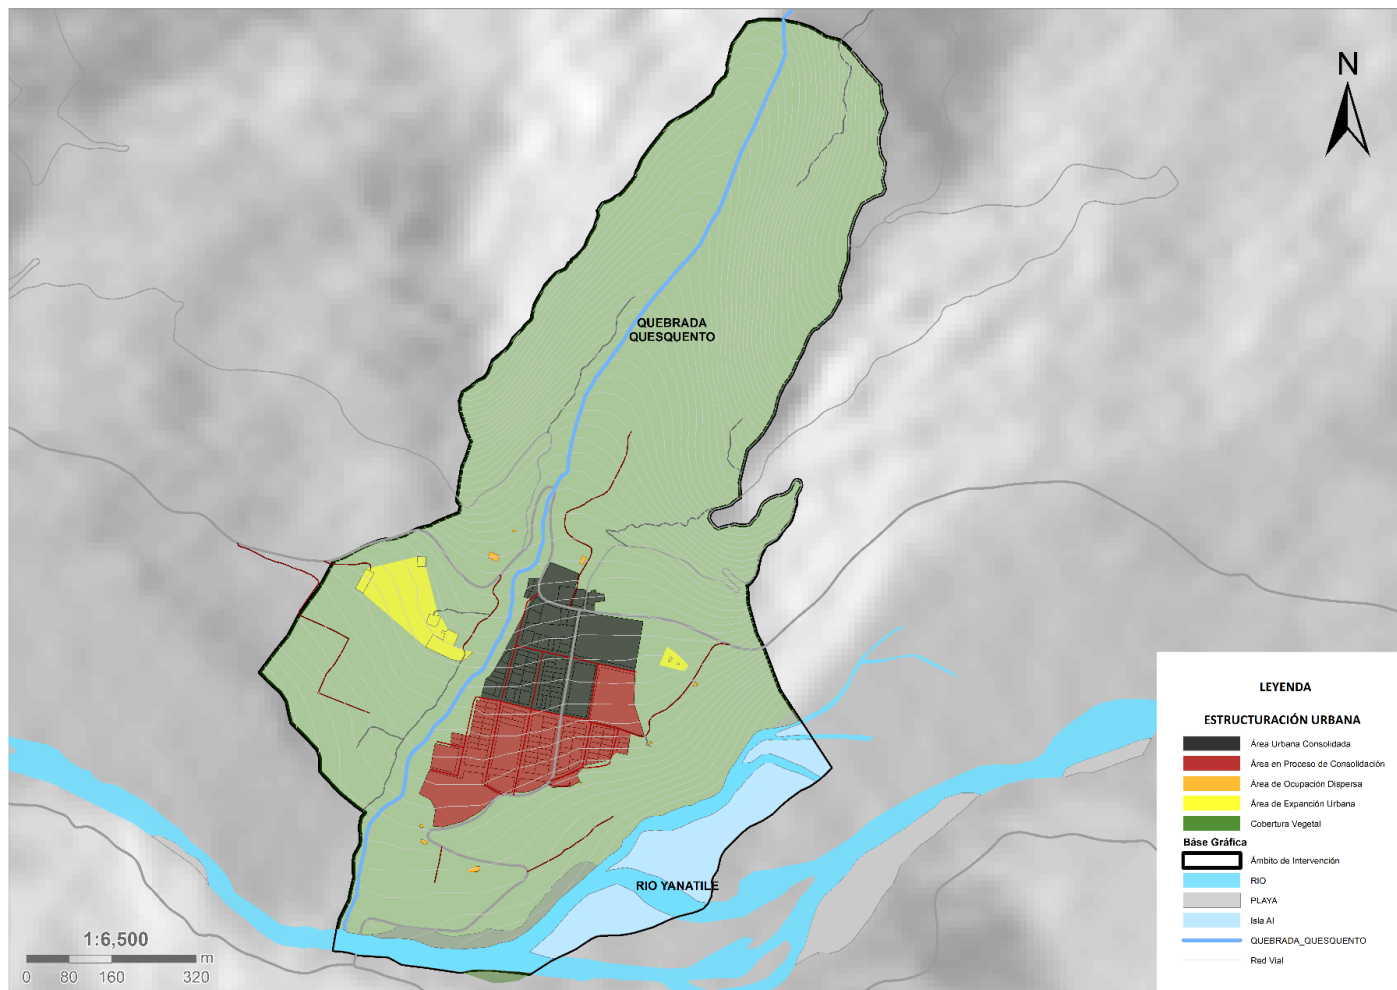 N
QUEBRADA
QUESQUENTO
RIO YANATILE
1:6,500
m
0 80 160 320
LEYENDA
ESTRUCTURACIÓN URBANA
Área Urbana Consolidada
Área en Proceso de Consolidación
Área de Ocupación Dispersa
Área de Expanción Urbana
Cobertura Vegetal
Báse Gráfica
Ámbito de Intervención
RIO
PLAYA
Isla AI
QUEBRADA_QUESQUENTO
Red Vial